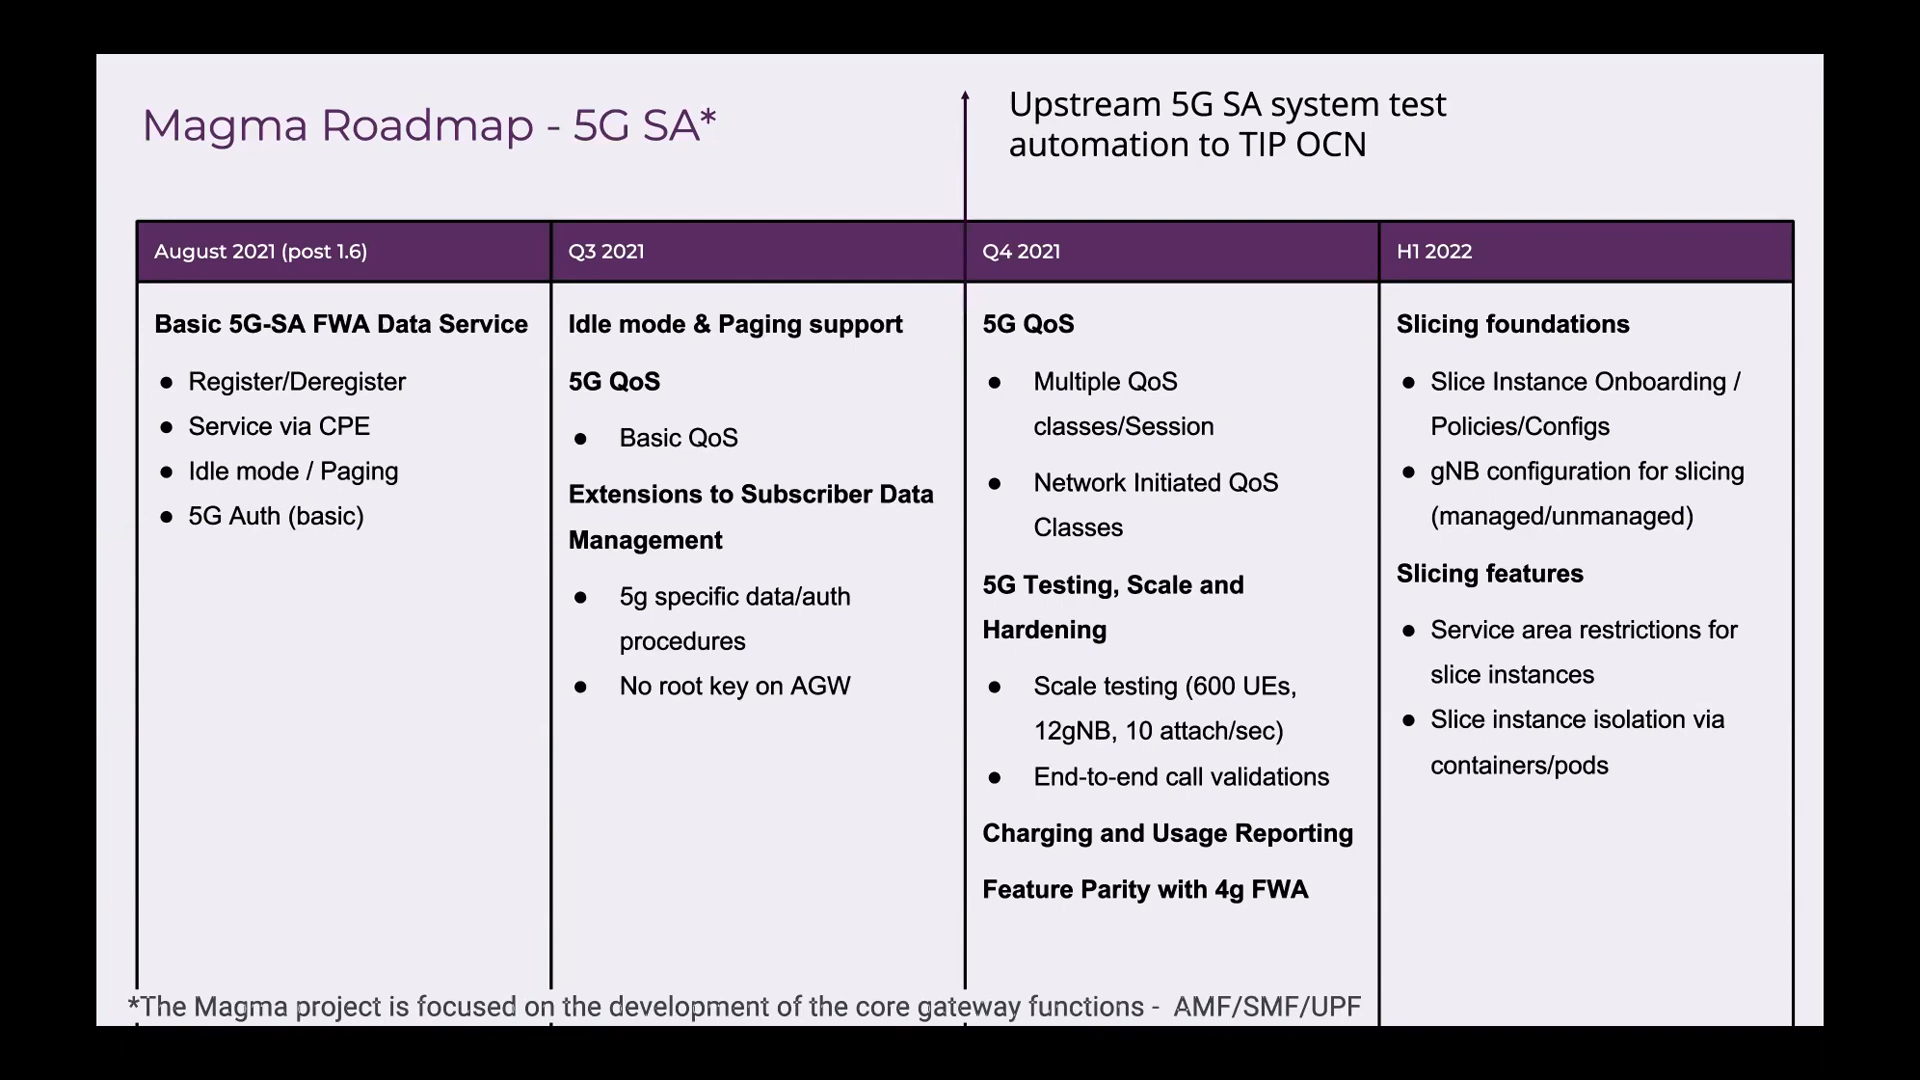 Magma Roadmap - 5G SA*
Upstream 5G SA system test
automation to TIP OCN
August 2021 (post 1.6)
Basic 5G-SA FWA Data Service
● Register/Deregister
● Service via CPE
● Idle mode / Paging
● 5G Auth (basic)
Q3 2021
Idle mode & Paging support
5G QoS
● Basic QoS
Extensions to Subscriber Data
Management
● 5g specific data/auth
procedures
● No root key on AGW
Q4 2021
5G QoS
● Multiple QoS
classes/Session
● Network Initiated QoS
Classes
5G Testing, Scale and
Hardening
● Scale testing (600 UEs,
12gNB, 10 attach/sec)
● End-to-end call validations
Charging and Usage Reporting
Feature Parity with 4g FWA
H1 2022
Slicing foundations
● Slice Instance Onboarding /
Policies/Configs
● gNB configuration for slicing
(managed/unmanaged)
Slicing features
● Service area restrictions for
slice instances
● Slice instance isolation via
containers/pods
*The Magma project is focused on the development of the core gateway functions - AMF/SMF/UPF